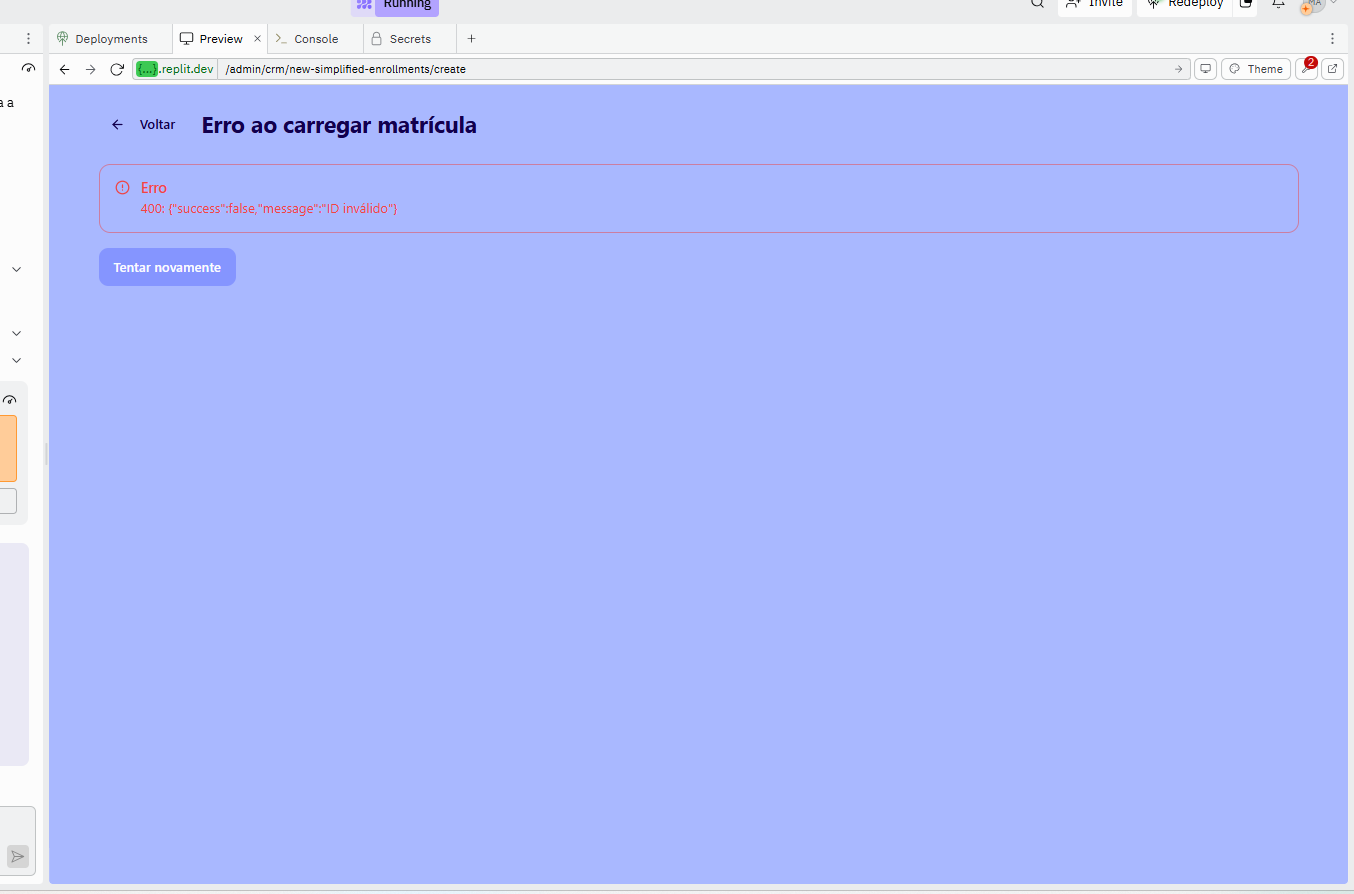 Running
Invite
Redeploy
MA
Deployments
Preview
Console
Secrets
{...}.replit.dev
/admin/crm/new-simplified-enrollments/create
Theme
2
a a
Voltar
Erro ao carregar matrícula
Erro
400: {"success":false,"message":"ID inválido"}
Tentar novamente